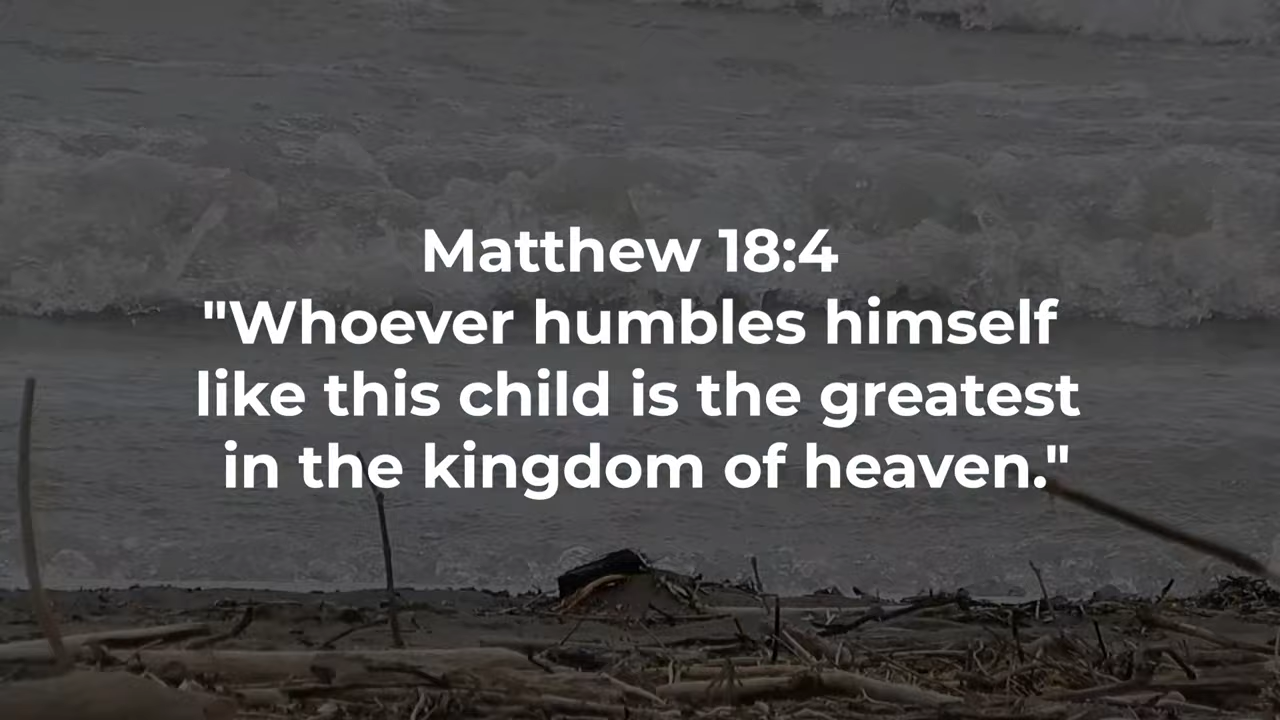 Matthew 18:4
"Whoever humbles himself
like this child is the greatest
in the kingdom of heaven."